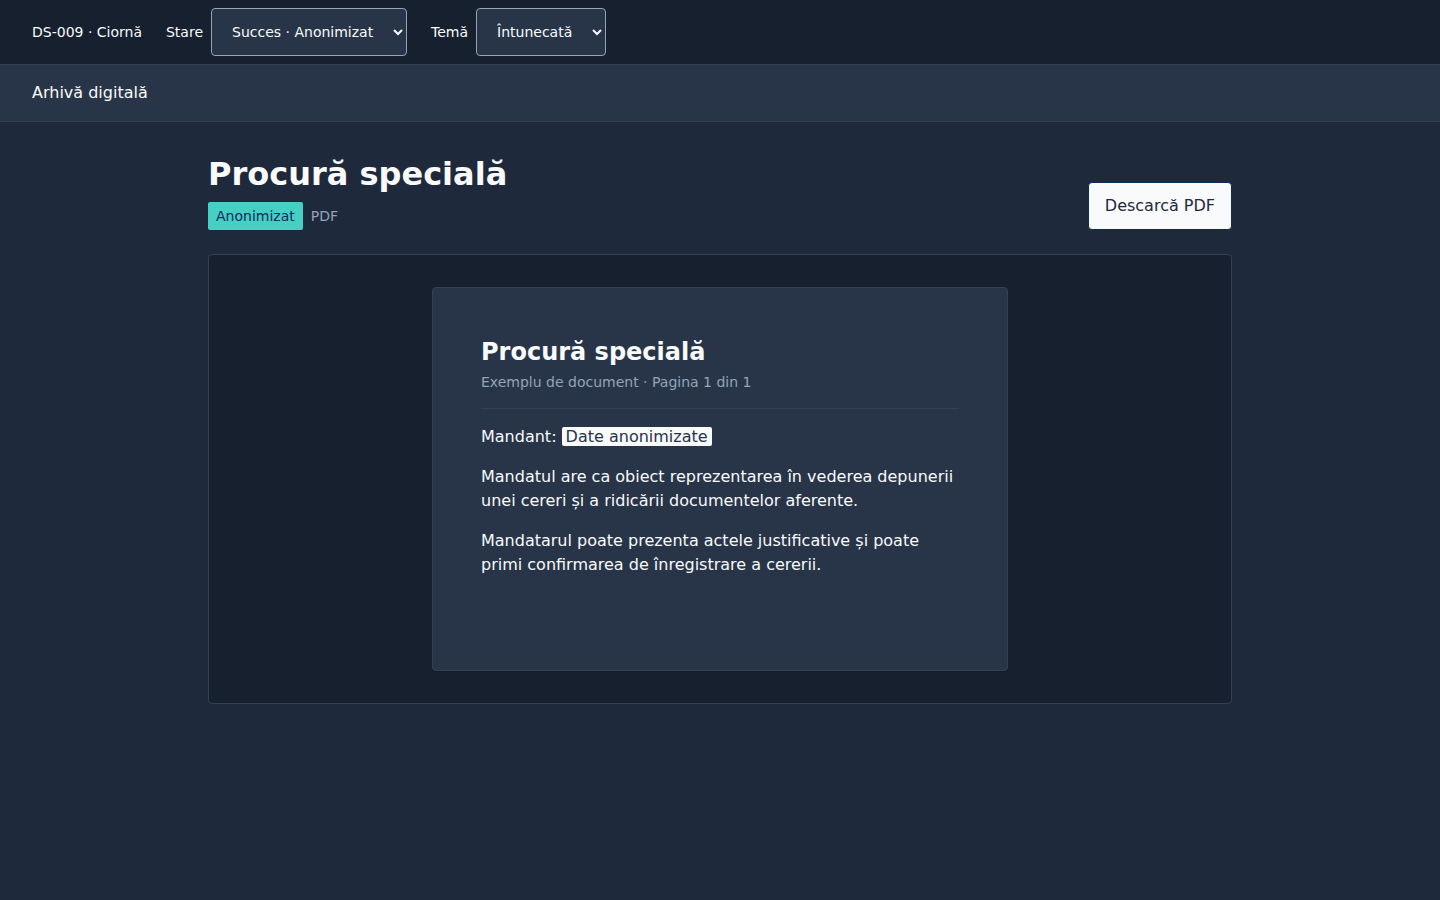 DS-009 · Ciornă Stare Succes · Anonimizat Temă Întunecată
Arhivă digitală
Procură specială
Anonimizat PDF
Descarcă PDF
Procură specială
Exemplu de document · Pagina 1 din 1
Mandant: Date anonimizate
Mandatul are ca obiect reprezentarea în vederea depunerii
unei cereri și a ridicării documentelor aferente.
Mandatarul poate prezenta actele justificative și poate
primi confirmarea de înregistrare a cererii.